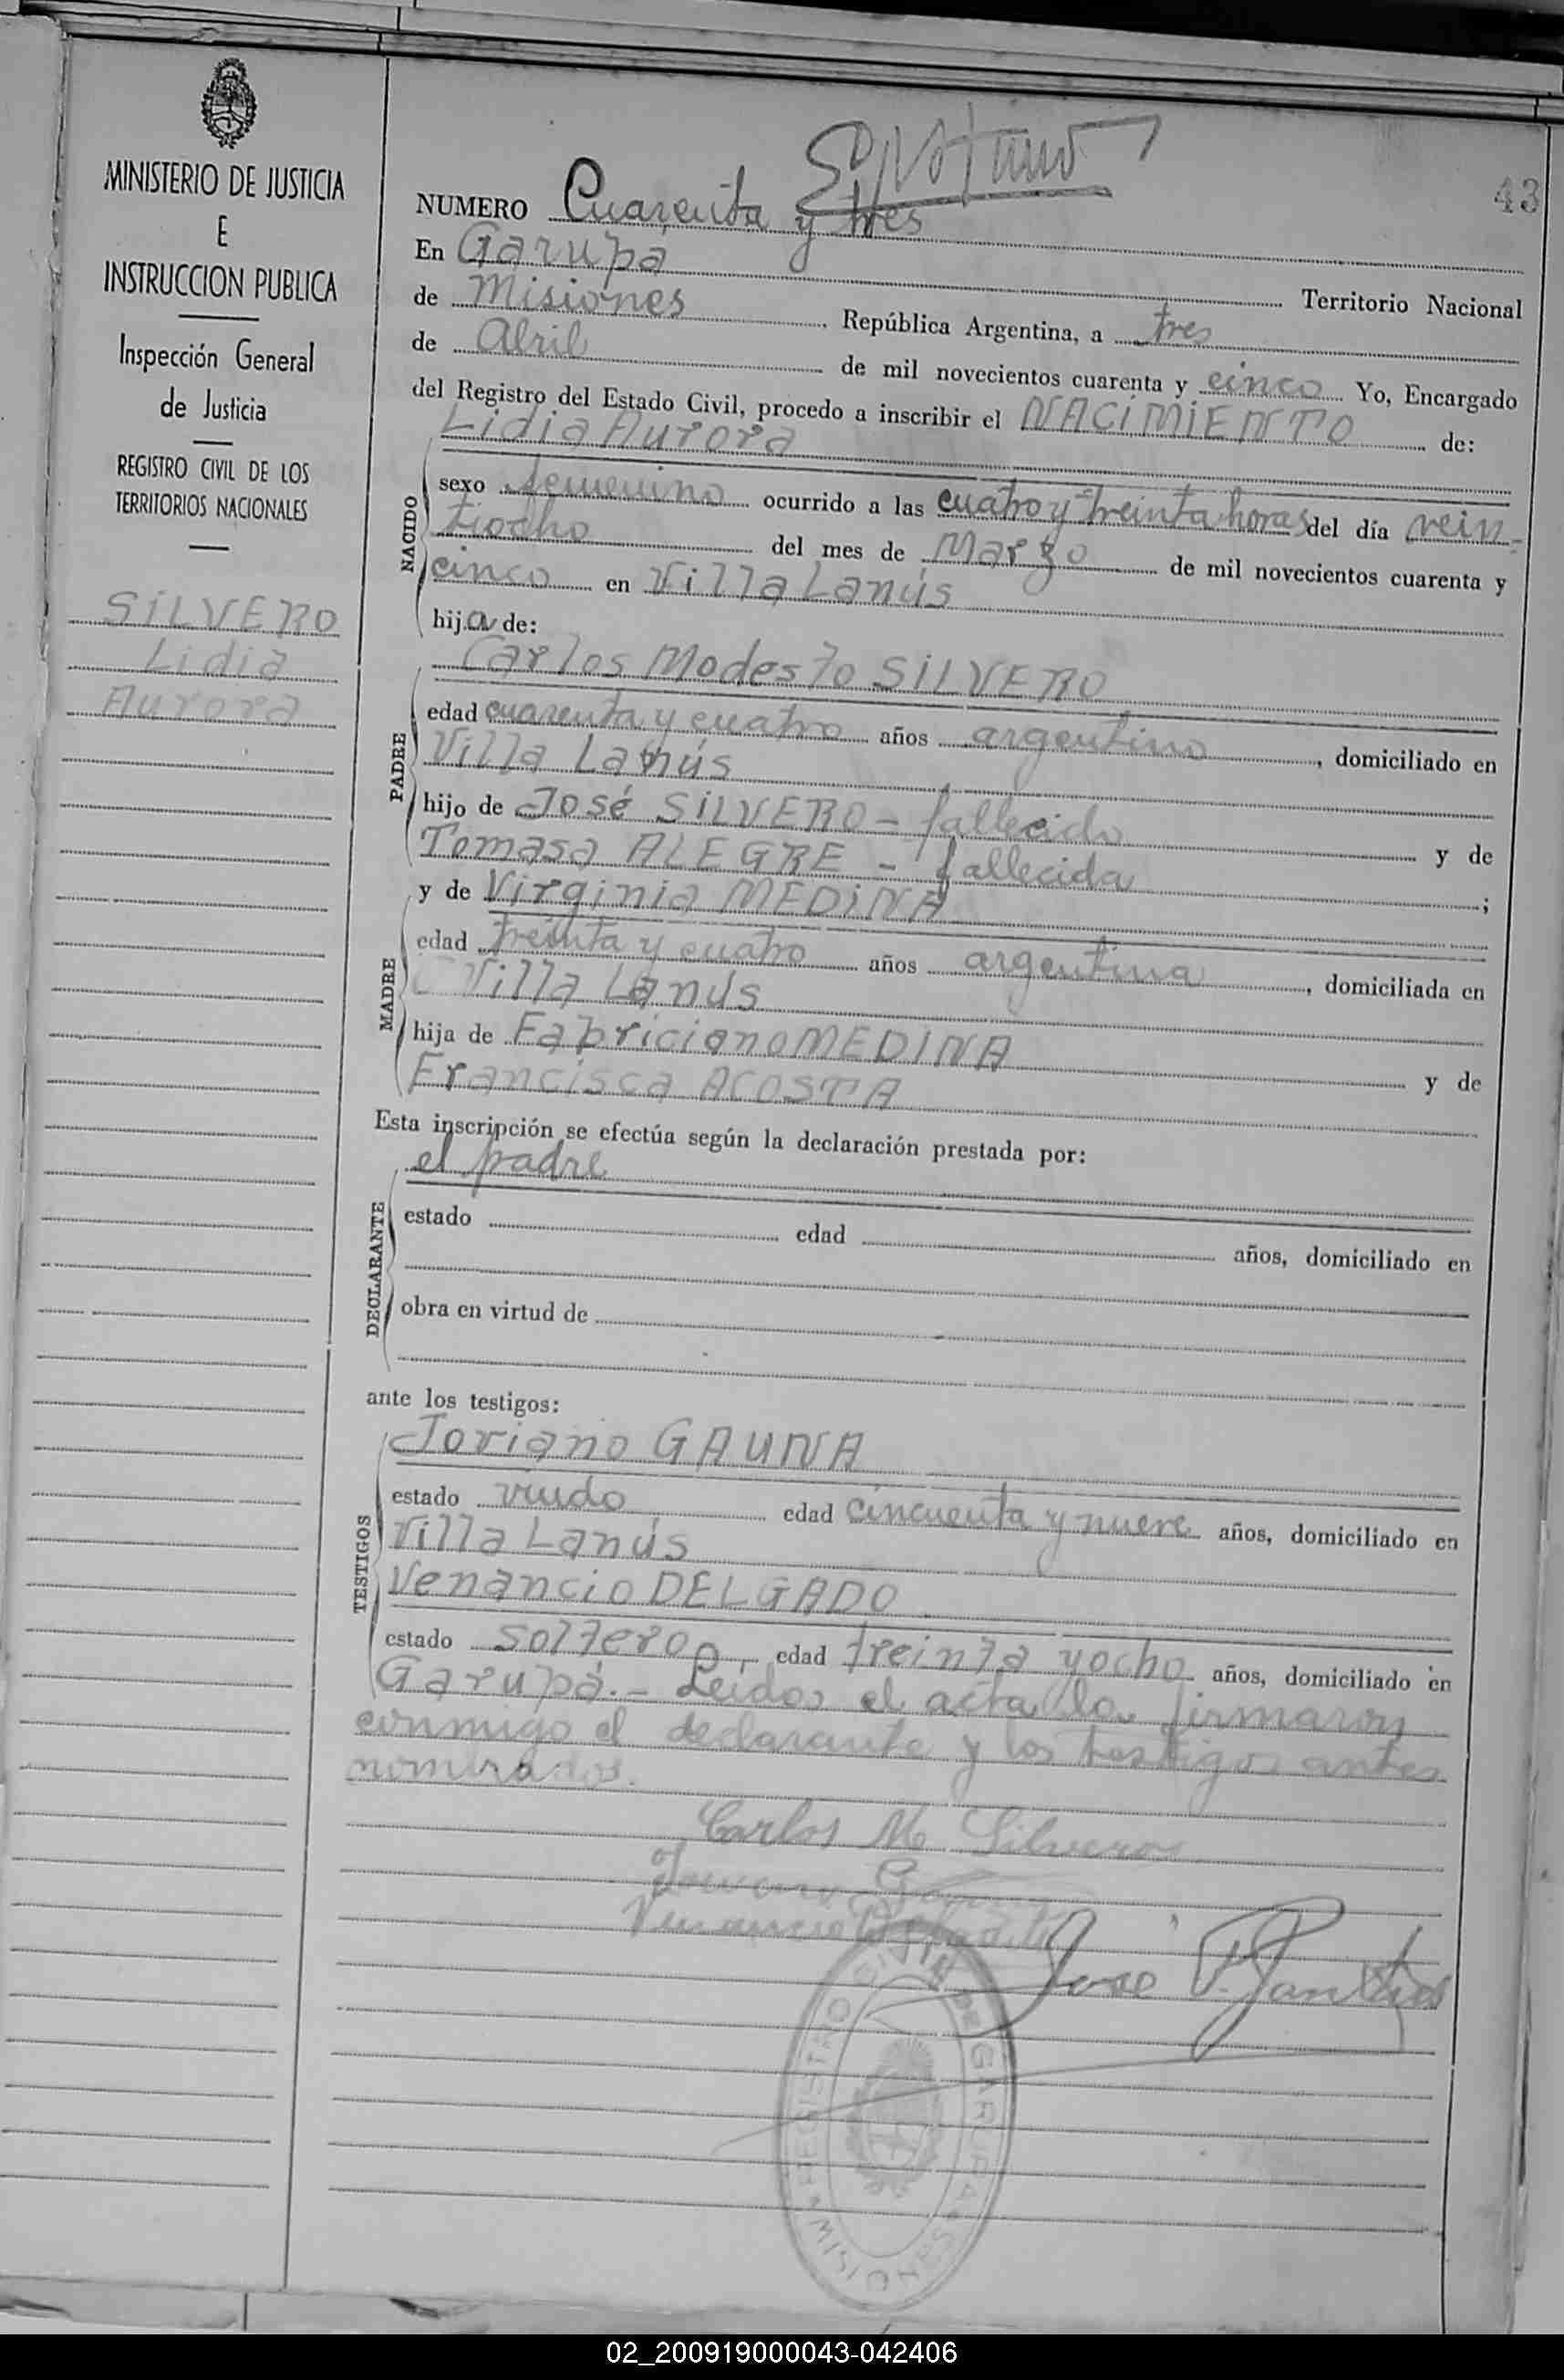 MINISTERIO DE JUSTICIA
E
INSTRUCCION PUBLICA
Inspección General
de Justicia
REGISTRO CIVIL DE LOS
TERRITORIOS NACIONALES
SILVERO
Lidia
Aurora
43
NUMERO Cuarenta y tres
En Garupá Territorio Nacional
de Misiones, República Argentina, a tres
de Abril de mil novecientos cuarenta y cinco Yo, Encargado
del Registro del Estado Civil, procedo a inscribir el NACIMIENTO de:
NACIDO
Lidia Aurora
sexo femenino ocurrido a las cuatro y treinta horas del día vein-
tiocho del mes de Marzo de mil novecientos cuarenta y
cinco en Villa Lanús
hija de:
PADRE
Carlos Modesto SILVERO
edad cuarenta y cuatro años argentino, domiciliado en
Villa Lanús
hijo de José SILVERO - fallecido y de
Tomasa ALEGRE - fallecida;
y de Virginia MEDINA
MADRE
edad treinta y cuatro años argentina, domiciliada en
Villa Lanús
hija de Fabriciano MEDINA y de
Francisca ACOSTA
Esta inscripción se efectúa según la declaración prestada por:
DECLARANTE
el padre
estado edad años, domiciliado en
obra en virtud de
ante los testigos:
TESTIGOS
Joviano GAUNA
estado viudo edad cincuenta y nueve años, domiciliado en
Villa Lanús
Venancio DELGADO
estado soltero, edad treinta y ocho años, domiciliado en
Garupá.- Leída el acta la firmaron
conmigo el declarante y los testigos antes
nombrados.
Carlos M Silvero
Venancio Delgado
José
REGISTRO CIVIL DE GARUPA
MISIONES
02_200919000043-042406